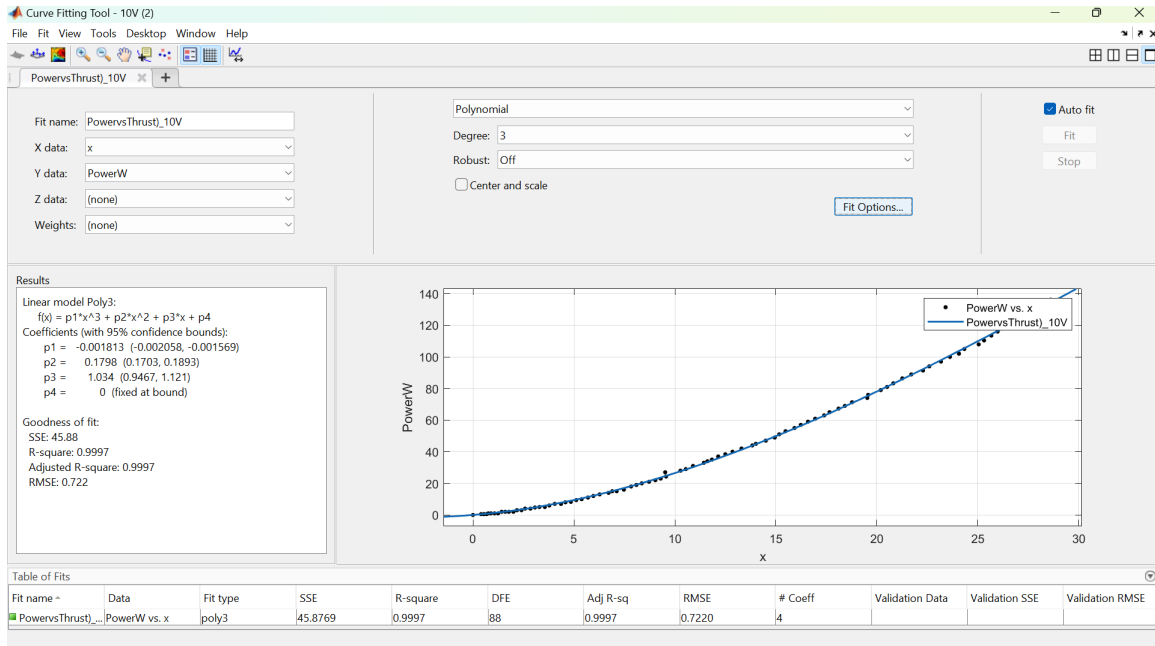 Curve Fitting Tool - 10V (2)
File Fit View Tools Desktop Window Help
PowervsThrust)_10V
Fit name: PowervsThrust)_10V
X data: x
Y data: PowerW
Z data: (none)
Weights: (none)
Polynomial
Degree: 3
Robust: Off
Center and scale
Fit Options...
Auto fit
Fit
Stop
Results
Linear model Poly3:
f(x) = p1*x^3 + p2*x^2 + p3*x + p4
Coefficients (with 95% confidence bounds):
p1 = -0.001813 (-0.002058, -0.001569)
p2 = 0.1798 (0.1703, 0.1893)
p3 = 1.034 (0.9467, 1.121)
p4 = 0 (fixed at bound)
Goodness of fit:
SSE: 45.88
R-square: 0.9997
Adjusted R-square: 0.9997
RMSE: 0.722
PowerW vs. x
PowervsThrust)_10V
140
120
100
80
60
40
20
0
PowerW
0 5 10 15 20 25 30
x
Table of Fits
Fit name Data Fit type SSE R-square DFE Adj R-sq RMSE # Coeff Validation Data Validation SSE Validation RMSE
PowervsThrust)_... PowerW vs. x poly3 45.8769 0.9997 88 0.9997 0.7220 4